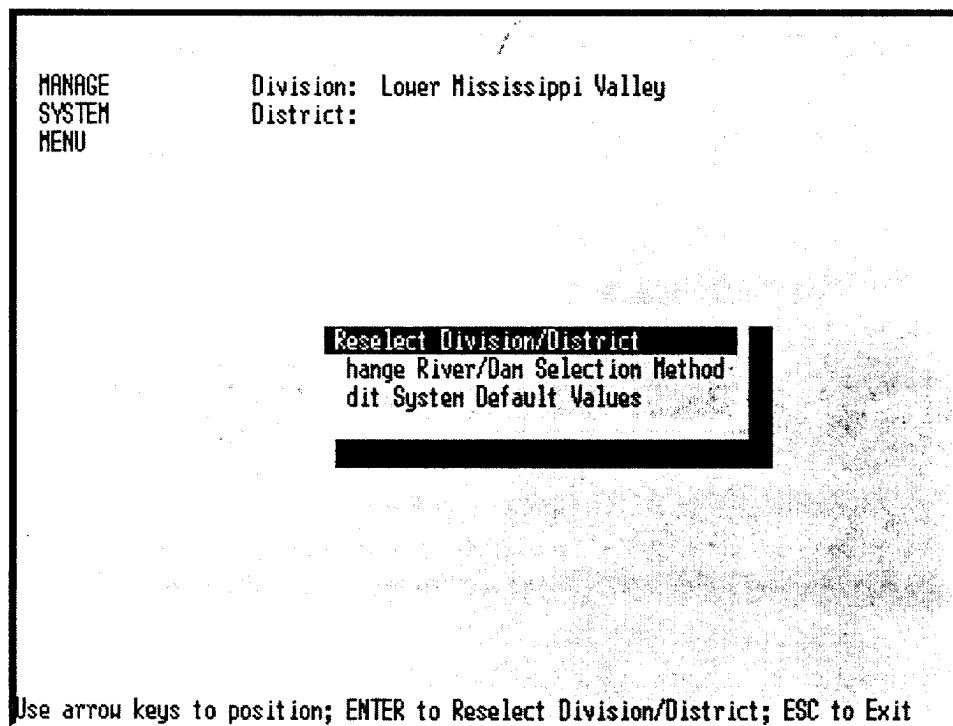 MANAGE Division: Lower Mississippi Valley
SYSTEM District:
MENU
Reselect Division/District
hange River/Dam Selection Method
dit System Default Values
Use arrow keys to position; ENTER to Reselect Division/District; ESC to Exit